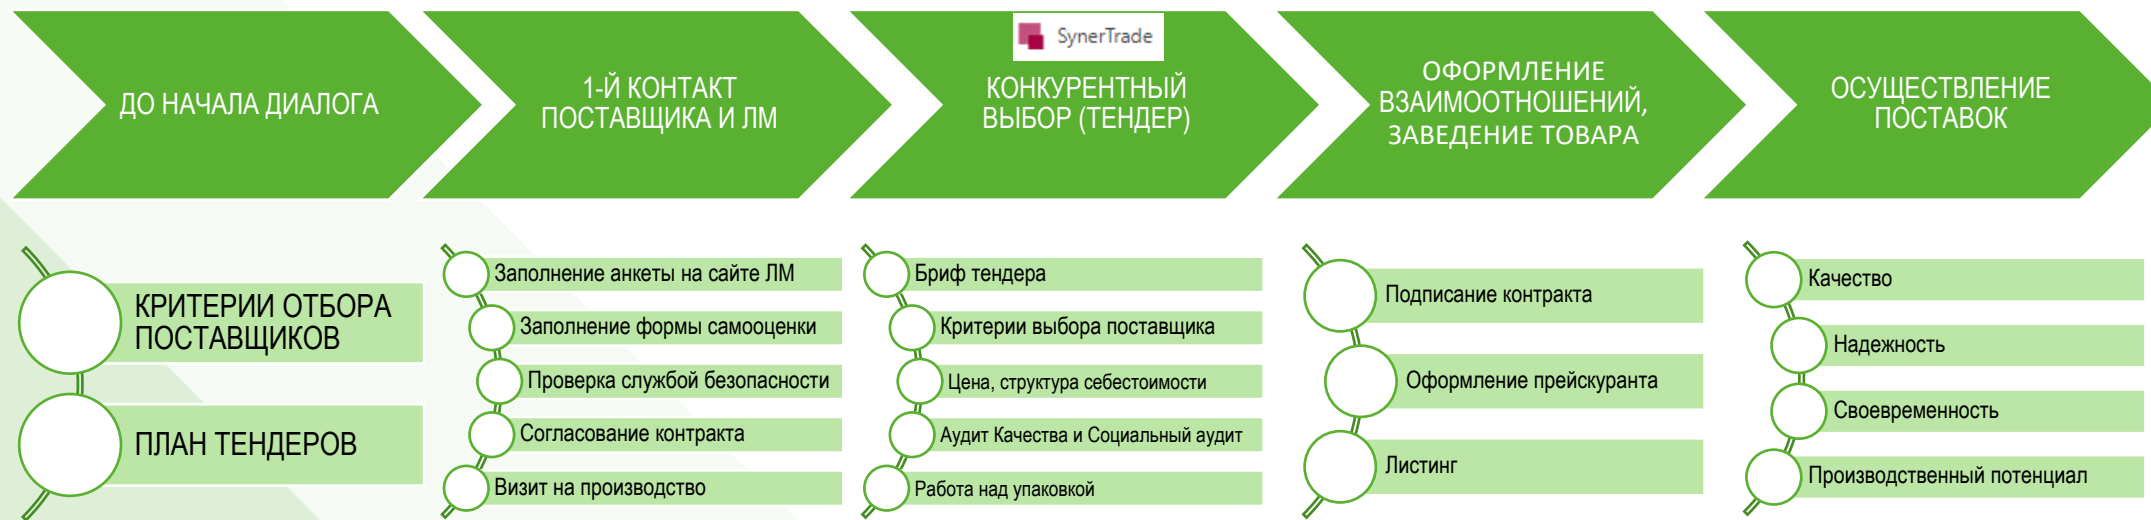 ДО НАЧАЛА ДИАЛОГА
1-Й КОНТАКТ
ПОСТАВЩИКА И ЛМ
SynerTrade
КОНКУРЕНТНЫЙ
ВЫБОР (ТЕНДЕР)
ОФОРМЛЕНИЕ
ВЗАИМООТНОШЕНИЙ,
ЗАВЕДЕНИЕ ТОВАРА
ОСУЩЕСТВЛЕНИЕ
ПОСТАВОК
КРИТЕРИИ ОТБОРА
ПОСТАВЩИКОВ
ПЛАН ТЕНДЕРОВ
Заполнение анкеты на сайте ЛМ
Заполнение формы самооценки
Проверка службой безопасности
Согласование контракта
Визит на производство
Бриф тендера
Критерии выбора поставщика
Цена, структура себестоимости
Аудит Качества и Социальный аудит
Работа над упаковкой
Подписание контракта
Оформление прейскуранта
Листинг
Качество
Надежность
Своевременность
Производственный потенциал